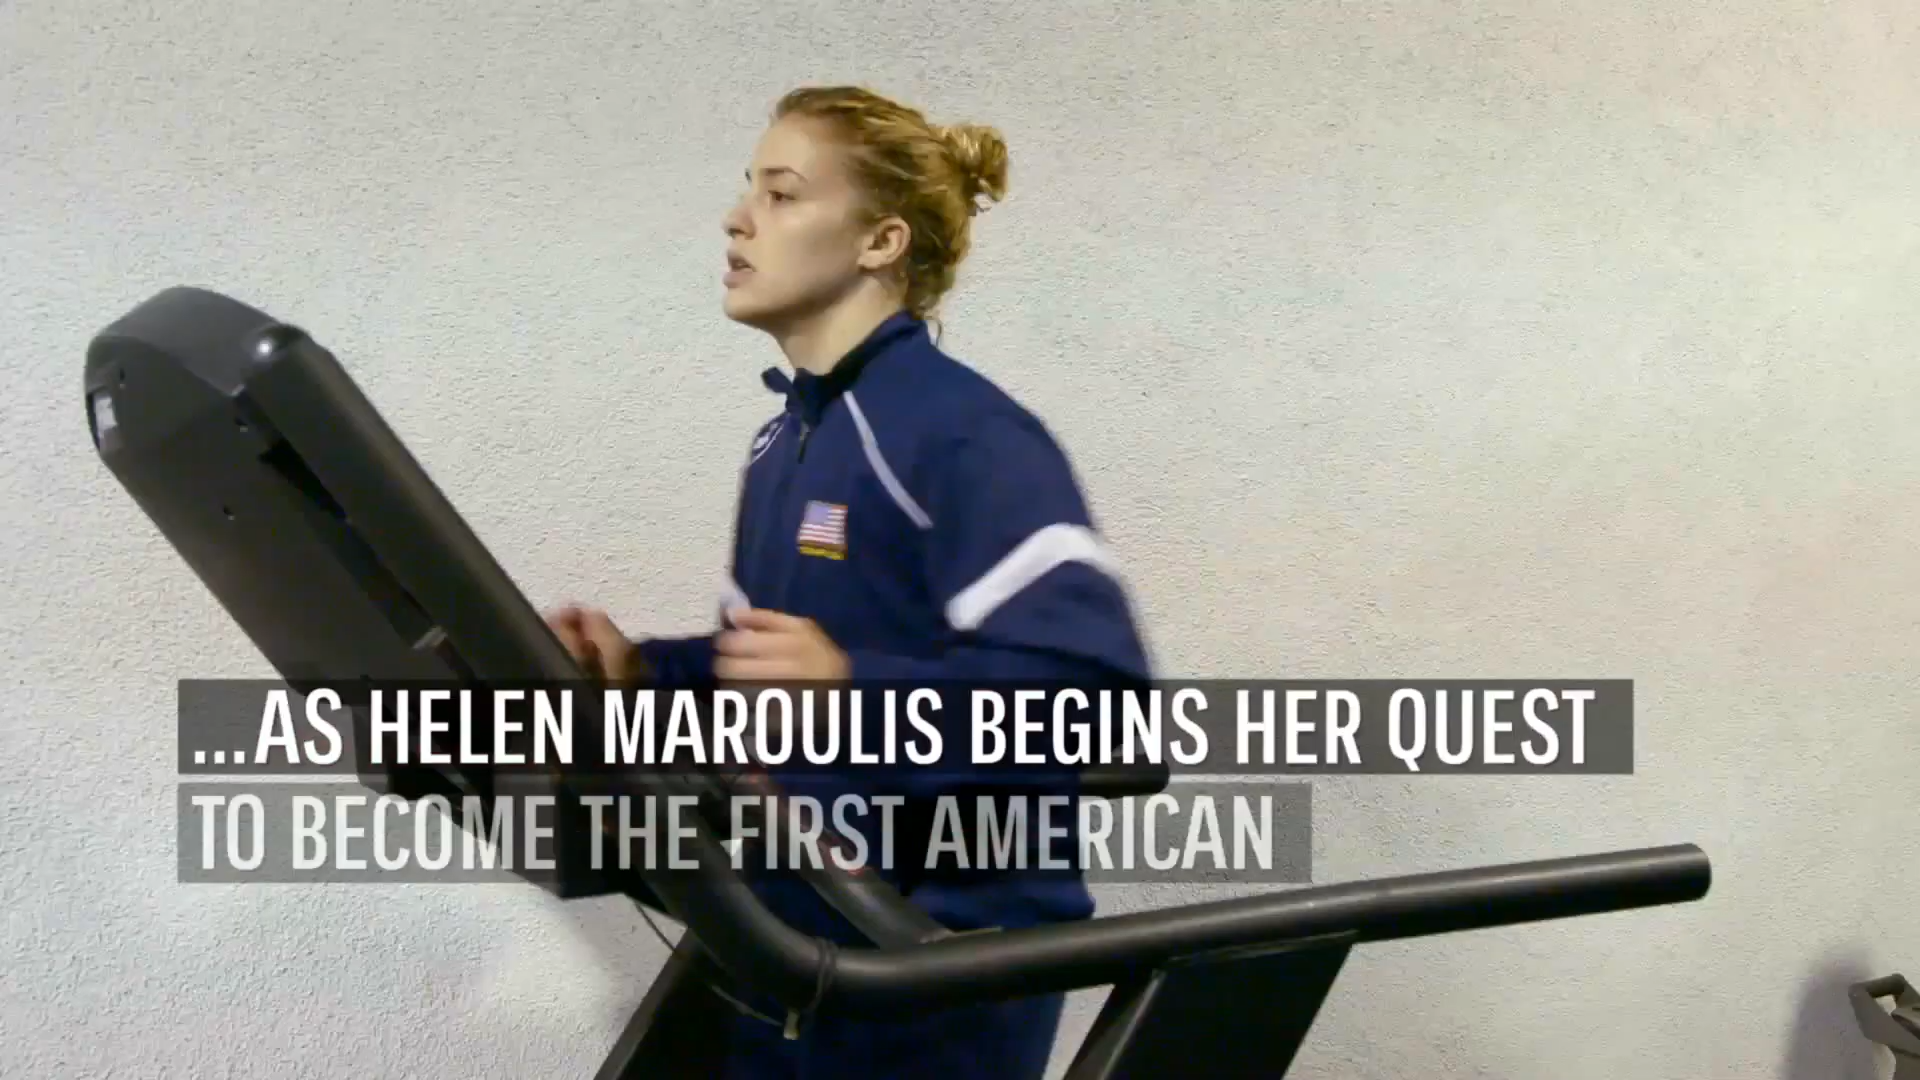 ...AS HELEN MAROULIS BEGINS HER QUEST
TO BECOME THE FIRST AMERICAN